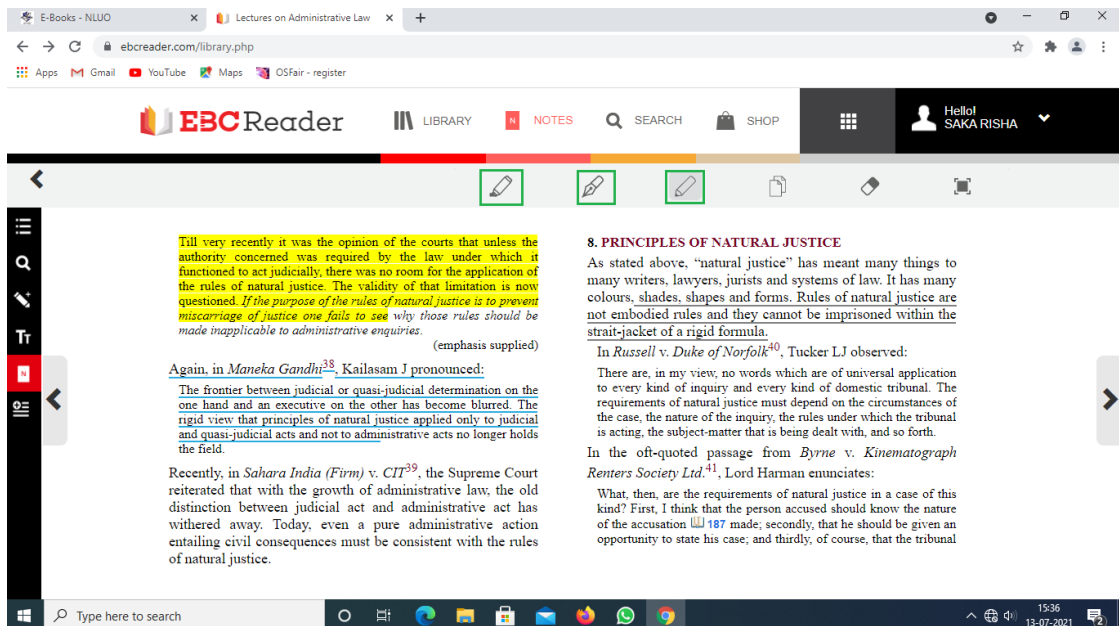 E-Books - NLUO
Lectures on Administrative Law
ebcreader.com/library.php
Apps
Gmail
YouTube
Maps
OSFair - register
EBCReader
LIBRARY
N
NOTES
SEARCH
SHOP
Hello!
SAKA RISHA
Till very recently it was the opinion of the courts that unless the
authority concerned was required by the law under which it
functioned to act judicially, there was no room for the application of
the rules of natural justice. The validity of that limitation is now
questioned. If the purpose of the rules of natural justice is to prevent
miscarriage of justice one fails to see why those rules should be
made inapplicable to administrative enquiries.
(emphasis supplied)
Again, in Maneka Gandhi38, Kailasam J pronounced:
The frontier between judicial or quasi-judicial determination on the
one hand and an executive on the other has become blurred. The
rigid view that principles of natural justice applied only to judicial
and quasi-judicial acts and not to administrative acts no longer holds
the field.
Recently, in Sahara India (Firm) v. CIT39, the Supreme Court
reiterated that with the growth of administrative law, the old
distinction between judicial act and administrative act has
withered away. Today, even a pure administrative action
entailing civil consequences must be consistent with the rules
of natural justice.
8. PRINCIPLES OF NATURAL JUSTICE
As stated above, “natural justice” has meant many things to
many writers, lawyers, jurists and systems of law. It has many
colours, shades, shapes and forms. Rules of natural justice are
not embodied rules and they cannot be imprisoned within the
strait-jacket of a rigid formula.
In Russell v. Duke of Norfolk40, Tucker LJ observed:
There are, in my view, no words which are of universal application
to every kind of inquiry and every kind of domestic tribunal. The
requirements of natural justice must depend on the circumstances of
the case, the nature of the inquiry, the rules under which the tribunal
is acting, the subject-matter that is being dealt with, and so forth.
In the oft-quoted passage from Byrne v. Kinematograph
Renters Society Ltd.41, Lord Harman enunciates:
What, then, are the requirements of natural justice in a case of this
kind? First, I think that the person accused should know the nature
of the accusation 187 made; secondly, that he should be given an
opportunity to state his case; and thirdly, of course, that the tribunal
TT
N
Type here to search
15:36
13-07-2021
2